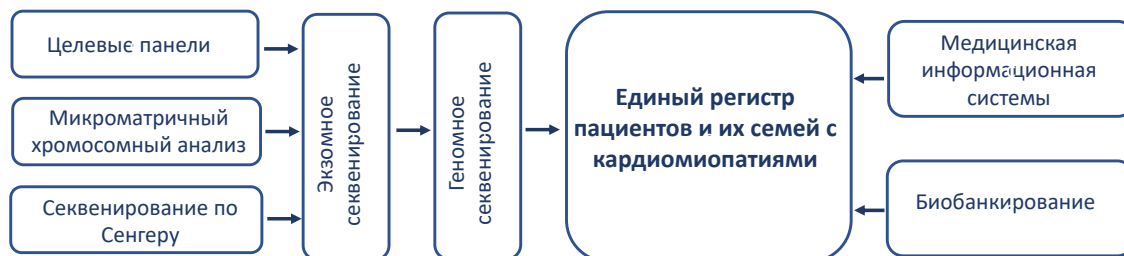 Целевые панели
Микроматричный
хромосомный анализ
Секвенирование по
Сенгеру
Экзомное
секвенирование
Геномное
секвенирование
Единый регистр
пациентов и их семей с
кардиомиопатиями
Медицинская
информационная
системы
Биобанкирование